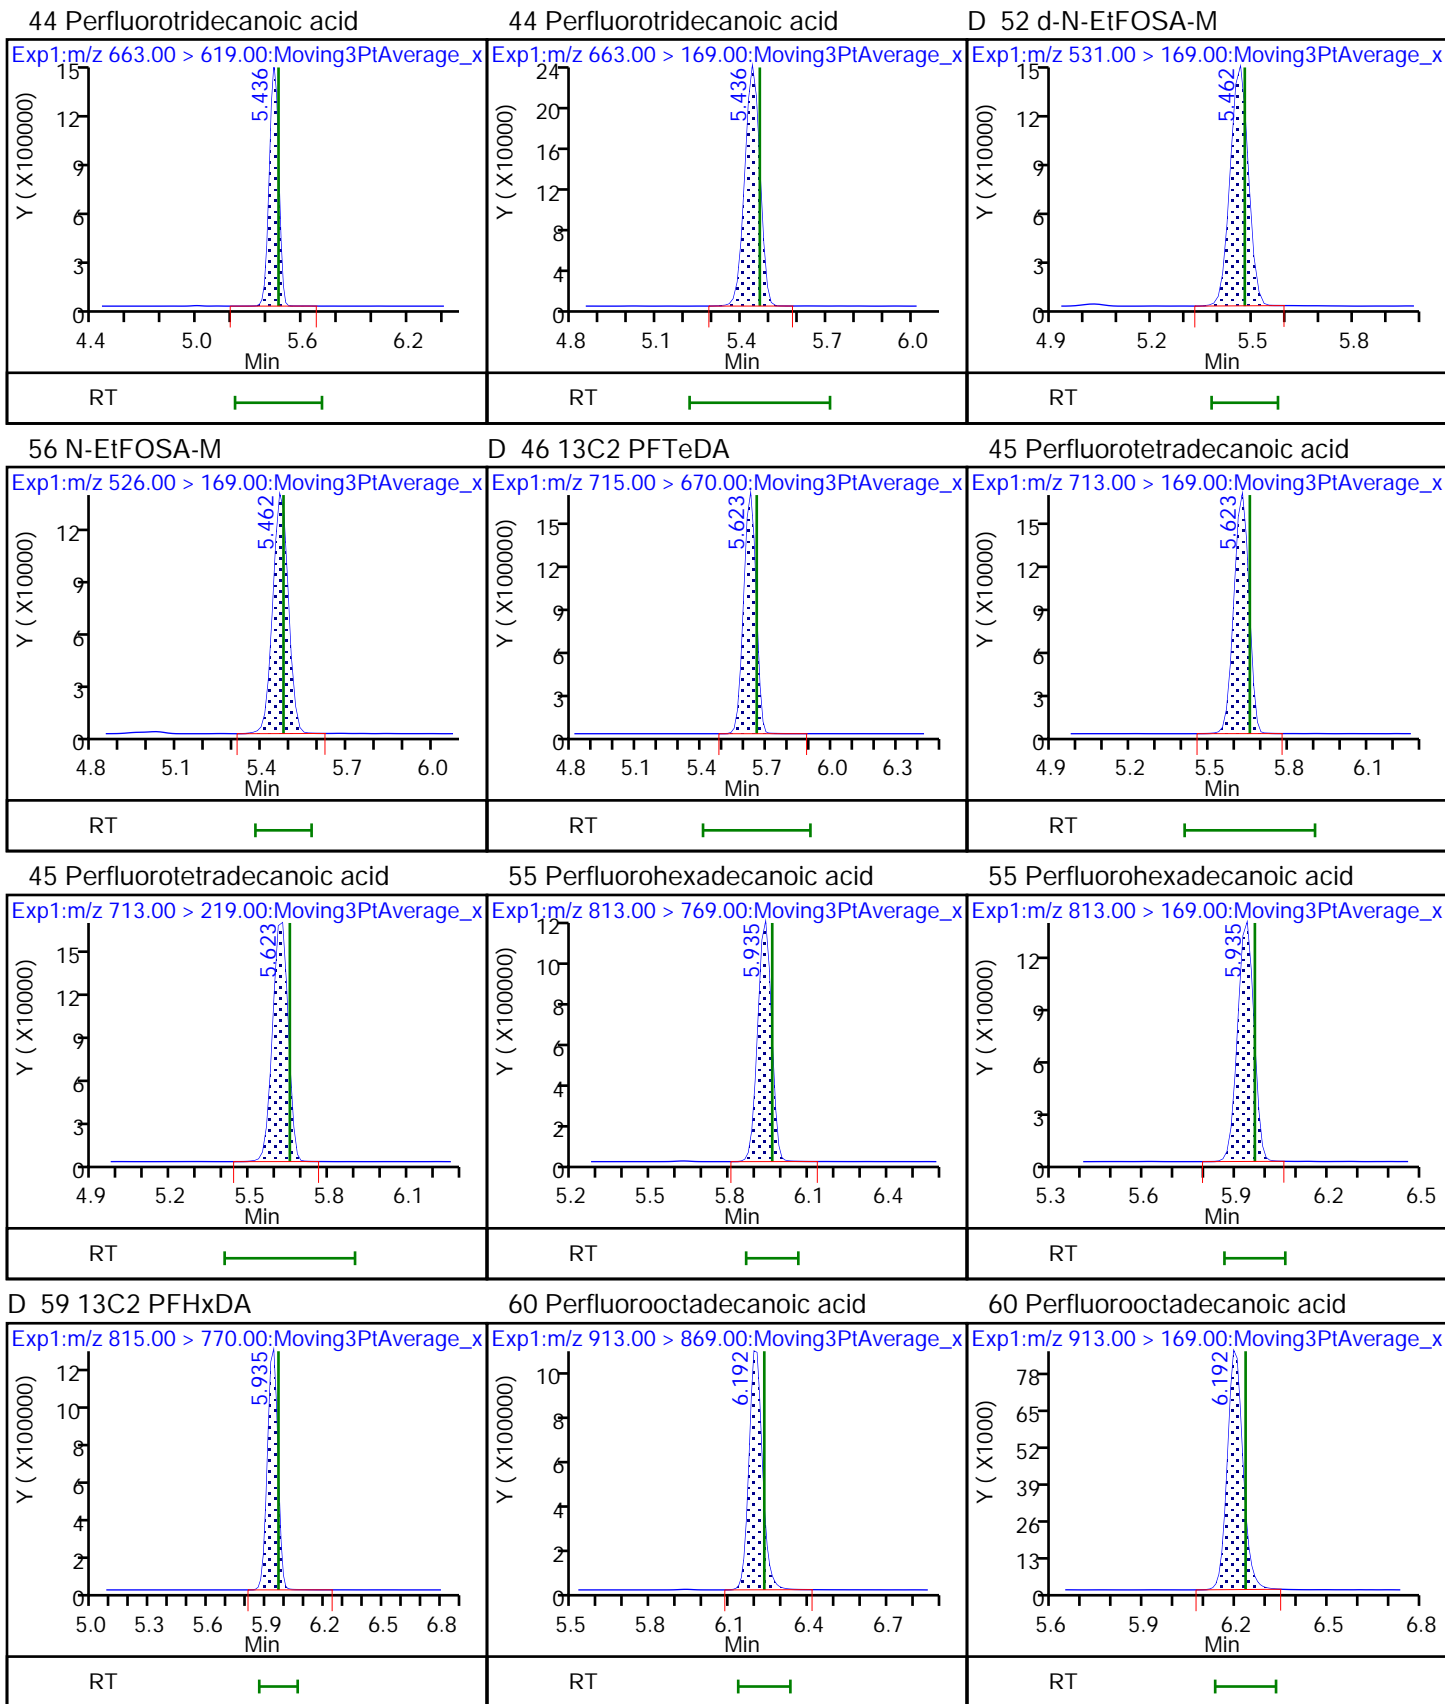 44 Perfluorotridecanoic acid
Exp1:m/z 663.00 > 619.00:Moving3PtAverage_x
5.436
Y ( X100000)
15
12
9
6
3
0
4.4 5.0 5.6 6.2
Min
RT
44 Perfluorotridecanoic acid
Exp1:m/z 663.00 > 169.00:Moving3PtAverage_x
5.436
Y ( X10000)
24
20
16
12
8
4
0
4.8 5.1 5.4 5.7 6.0
Min
RT
D 52 d-N-EtFOSA-M
Exp1:m/z 531.00 > 169.00:Moving3PtAverage_x
5.462
Y ( X10000)
15
12
9
6
3
0
4.9 5.2 5.5 5.8
Min
RT
56 N-EtFOSA-M
Exp1:m/z 526.00 > 169.00:Moving3PtAverage_x
5.462
Y ( X10000)
12
9
6
3
0
4.8 5.1 5.4 5.7 6.0
Min
RT
D 46 13C2 PFTeDA
Exp1:m/z 715.00 > 670.00:Moving3PtAverage_x
5.623
Y ( X100000)
15
12
9
6
3
0
4.8 5.1 5.4 5.7 6.0 6.3
Min
RT
45 Perfluorotetradecanoic acid
Exp1:m/z 713.00 > 169.00:Moving3PtAverage_x
5.623
Y ( X10000)
15
12
9
6
3
0
4.9 5.2 5.5 5.8 6.1
Min
RT
45 Perfluorotetradecanoic acid
Exp1:m/z 713.00 > 219.00:Moving3PtAverage_x
5.623
Y ( X10000)
15
12
9
6
3
0
4.9 5.2 5.5 5.8 6.1
Min
RT
55 Perfluorohexadecanoic acid
Exp1:m/z 813.00 > 769.00:Moving3PtAverage_x
5.935
Y ( X100000)
12
10
8
6
4
2
0
5.2 5.5 5.8 6.1 6.4
Min
RT
55 Perfluorohexadecanoic acid
Exp1:m/z 813.00 > 169.00:Moving3PtAverage_x
5.935
Y ( X10000)
12
9
6
3
0
5.3 5.6 5.9 6.2 6.5
Min
RT
D 59 13C2 PFHxDA
Exp1:m/z 815.00 > 770.00:Moving3PtAverage_x
5.935
Y ( X100000)
12
10
8
6
4
2
0
5.0 5.3 5.6 5.9 6.2 6.5 6.8
Min
RT
60 Perfluorooctadecanoic acid
Exp1:m/z 913.00 > 869.00:Moving3PtAverage_x
6.192
Y ( X100000)
10
8
6
4
2
0
5.5 5.8 6.1 6.4 6.7
Min
RT
60 Perfluorooctadecanoic acid
Exp1:m/z 913.00 > 169.00:Moving3PtAverage_x
6.192
Y ( X1000)
78
65
52
39
26
13
0
5.6 5.9 6.2 6.5 6.8
Min
RT